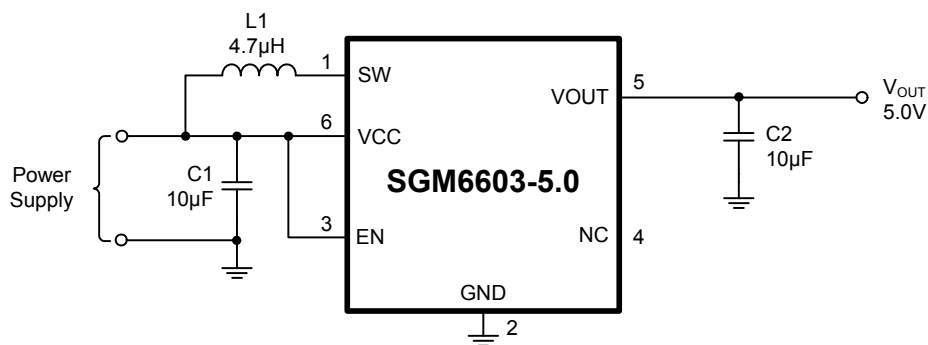 L1
4.7µH
1
SW
VOUT
5
V_OUT
5.0V
6
VCC
C2
10µF
Power
Supply
C1
10µF
SGM6603-5.0
3
EN
NC
4
GND
2